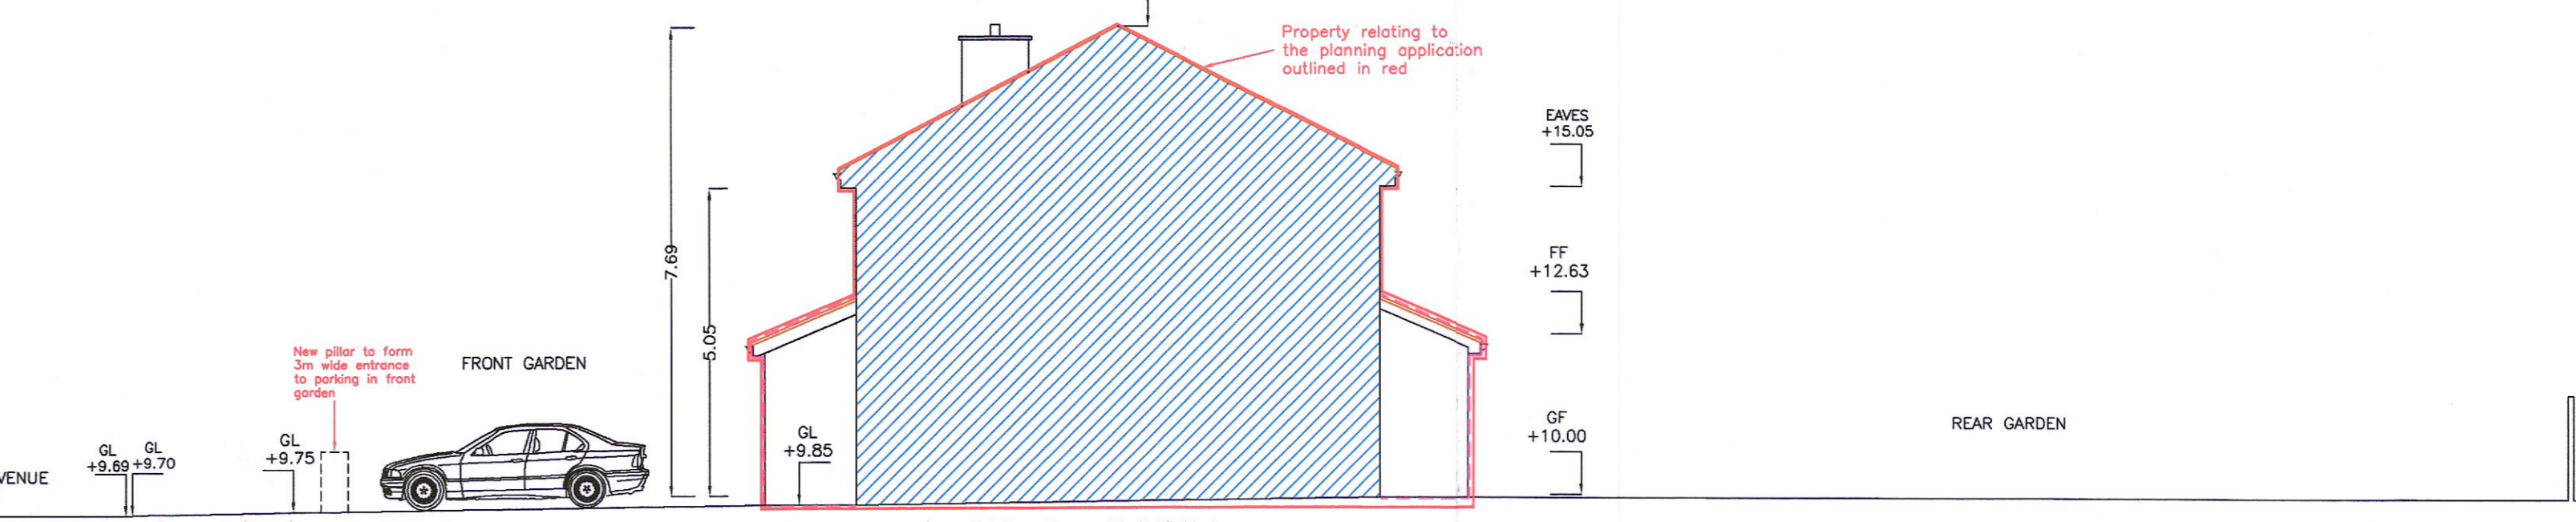 Property relating to
the planning application
outlined in red
EAVES
+15.05
7.69
FF
+12.63
5.05
New pillar to form
3m wide entrance
to parking in front
garden
FRONT GARDEN
GF
+10.00
REAR GARDEN
GL
+9.85
GL
+9.75
GL
+9.69
GL
+9.70
VENUE